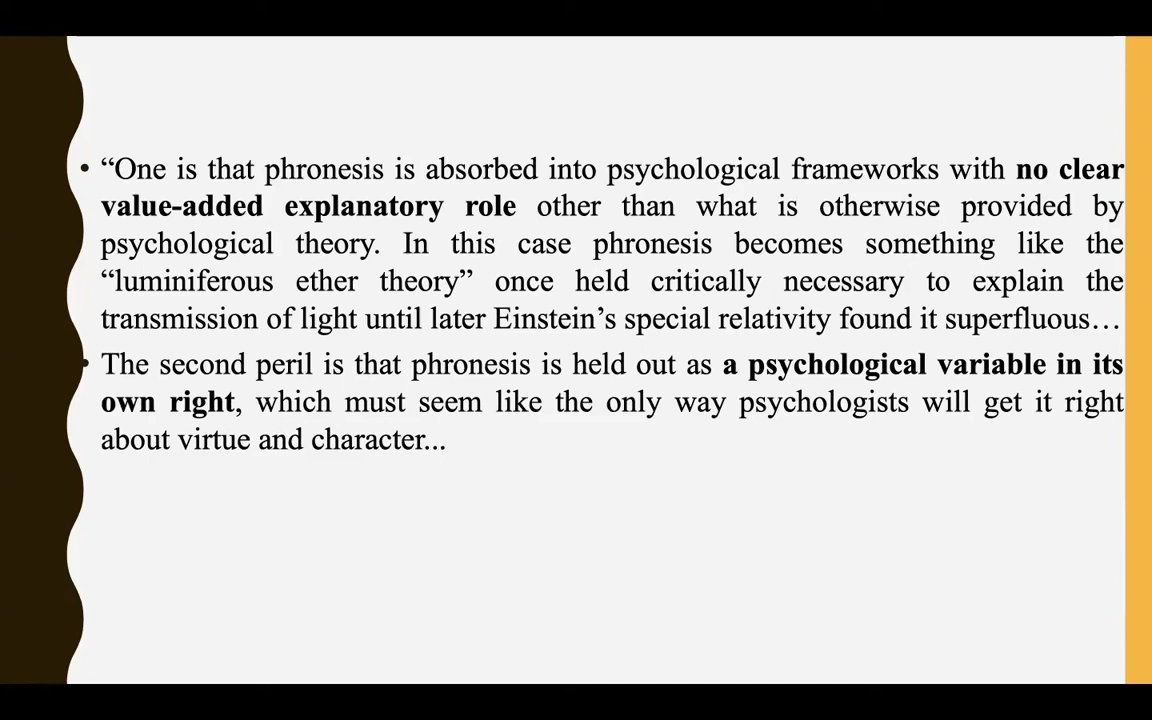 • “One is that phronesis is absorbed into psychological frameworks with no clear
value-added explanatory role other than what is otherwise provided by
psychological theory. In this case phronesis becomes something like the
“luminiferous ether theory” once held critically necessary to explain the
transmission of light until later Einstein’s special relativity found it superfluous…
• The second peril is that phronesis is held out as a psychological variable in its
own right, which must seem like the only way psychologists will get it right
about virtue and character...